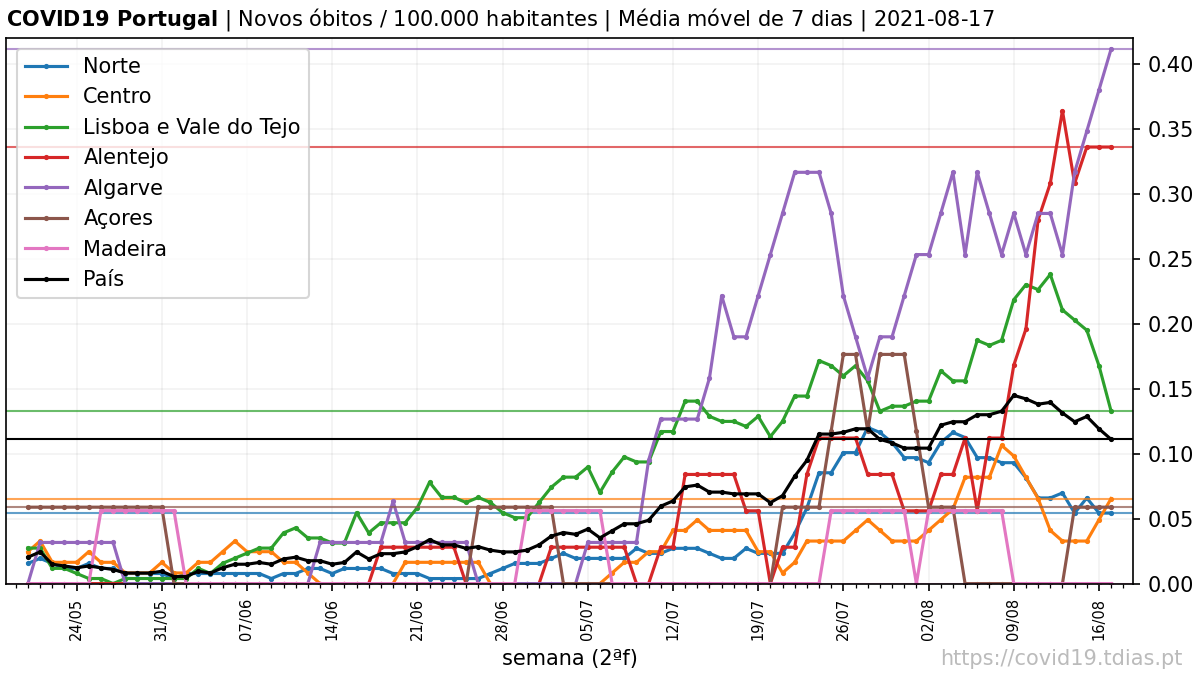 COVID19 Portugal | Novos óbitos / 100.000 habitantes | Média móvel de 7 dias | 2021-08-17
Norte
Centro
Lisboa e Vale do Tejo
Alentejo
Algarve
Açores
Madeira
País
0.40
0.35
0.30
0.25
0.20
0.15
0.10
0.05
0.00
24/05
31/05
07/06
14/06
21/06
28/06
05/07
12/07
19/07
26/07
02/08
09/08
16/08
semana (2ªf)
https://covid19.tdias.pt